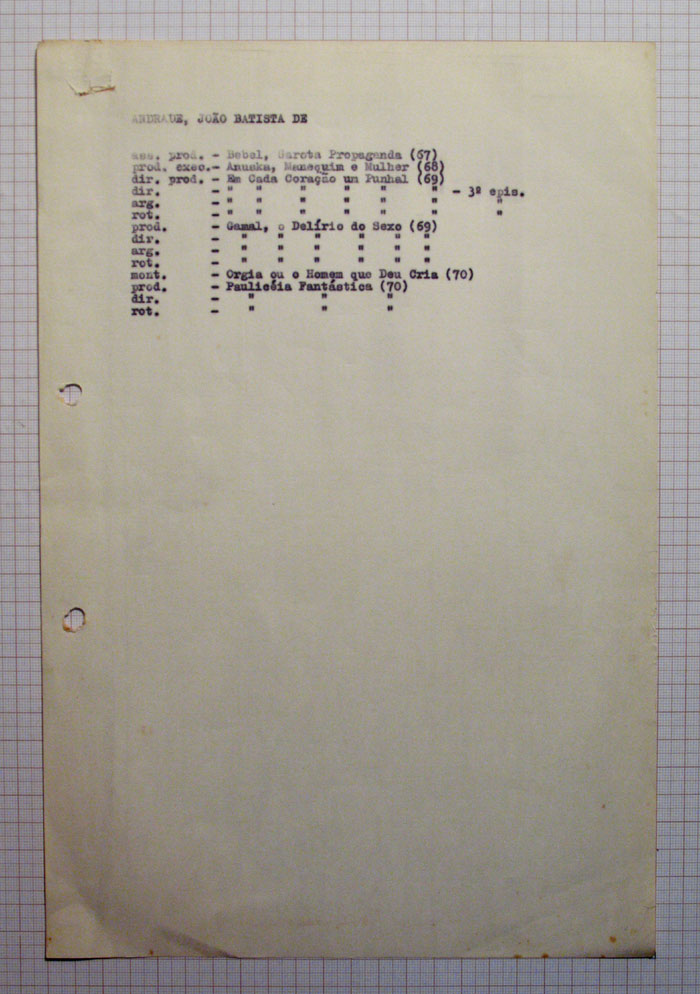 ANDRADE, JOÃO BATISTA DE
ass. prod. - Bebel, Garota Propaganda (67)
prod. exec.- Anuska, Manequim e Mulher (68)
dir. prod. - Em Cada Coração um Punhal (69)
dir. - " " " " " " - 3º epis.
arg. - " " " " " " "
rot. - " " " " " " "
prod. - Gamal, o Delírio do Sexo (69)
dir. - " " " " " "
arg. - " " " " " "
rot. - " " " " " "
mont. - Orgia ou o Homem que Deu Cria (70)
prod. - Paulicéia Fantástica (70)
dir. - " " "
rot. - " " "